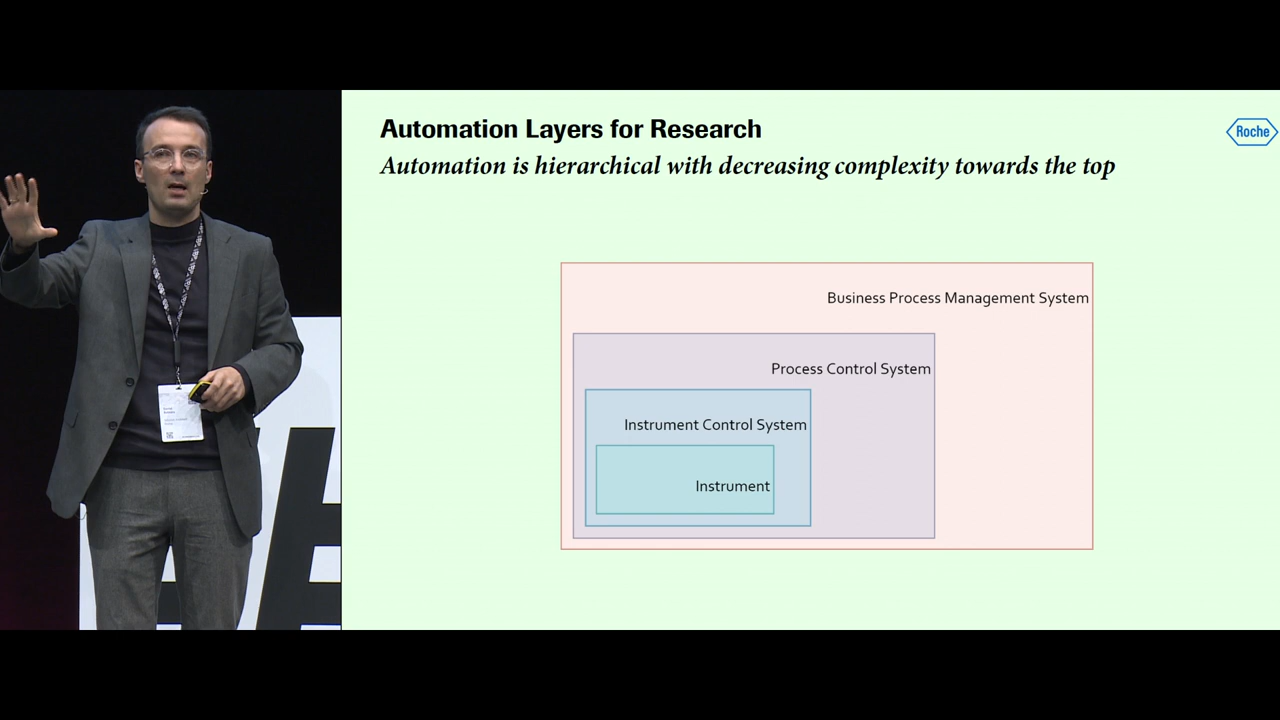 Automation Layers for Research
Roche
Automation is hierarchical with decreasing complexity towards the top
Business Process Management System
Process Control System
Instrument Control System
Instrument